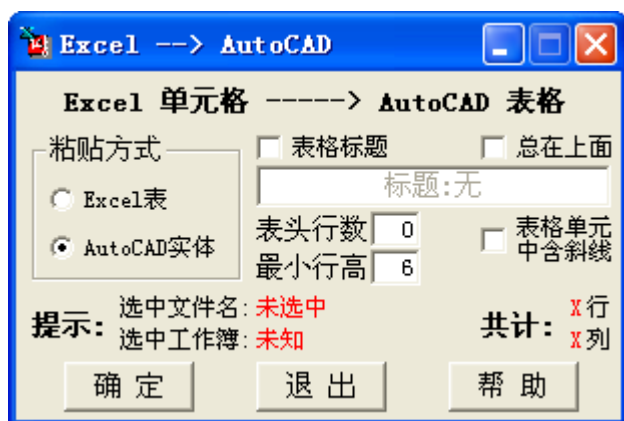 Excel --> AutoCAD
Excel 单元格 -----> AutoCAD 表格
粘贴方式
Excel表
AutoCAD实体
表格标题
总在上面
标题:无
表头行数 0
最小行高 6
表格单元
中含斜线
提示:
选中文件名:未选中
选中工作簿:未知
共计:
X行
X列
确定
退出
帮助